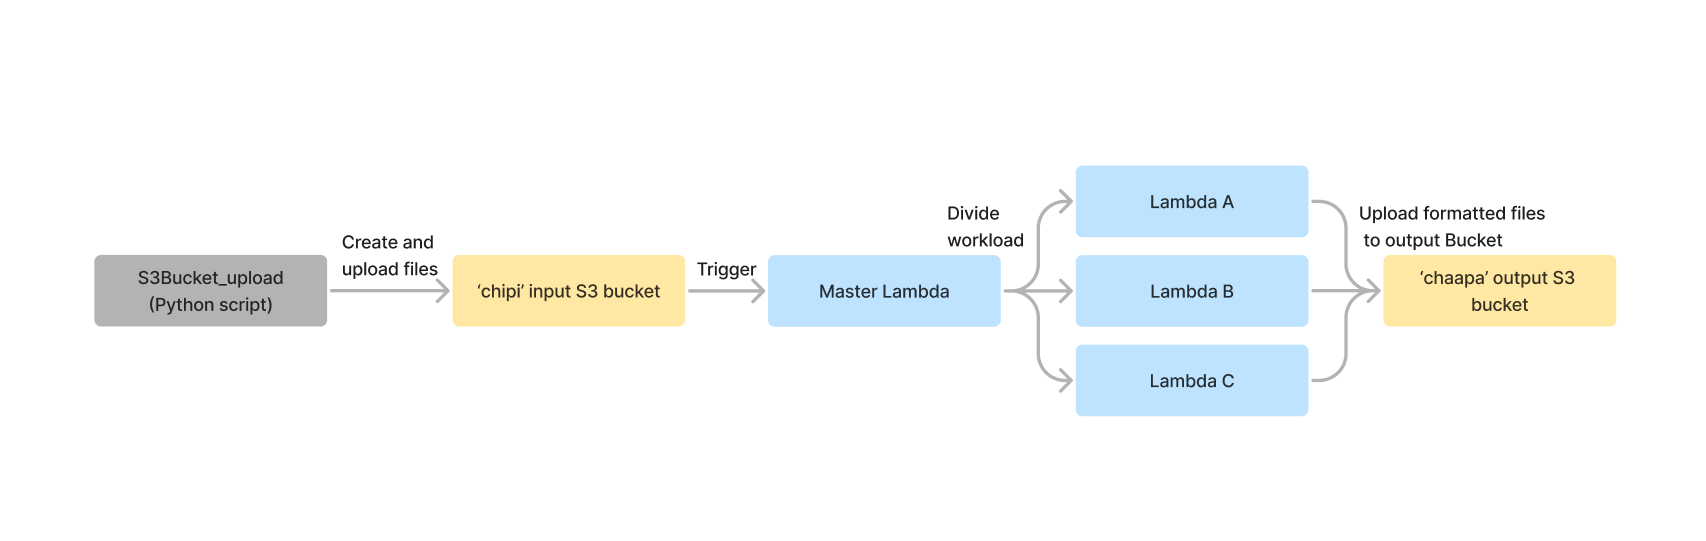 S3Bucket_upload
(Python script)
Create and
upload files
‘chipi’ input S3 bucket
Trigger
Master Lambda
Divide
workload
Lambda A
Lambda B
Lambda C
Upload formatted files
to output Bucket
‘chaapa’ output S3
bucket